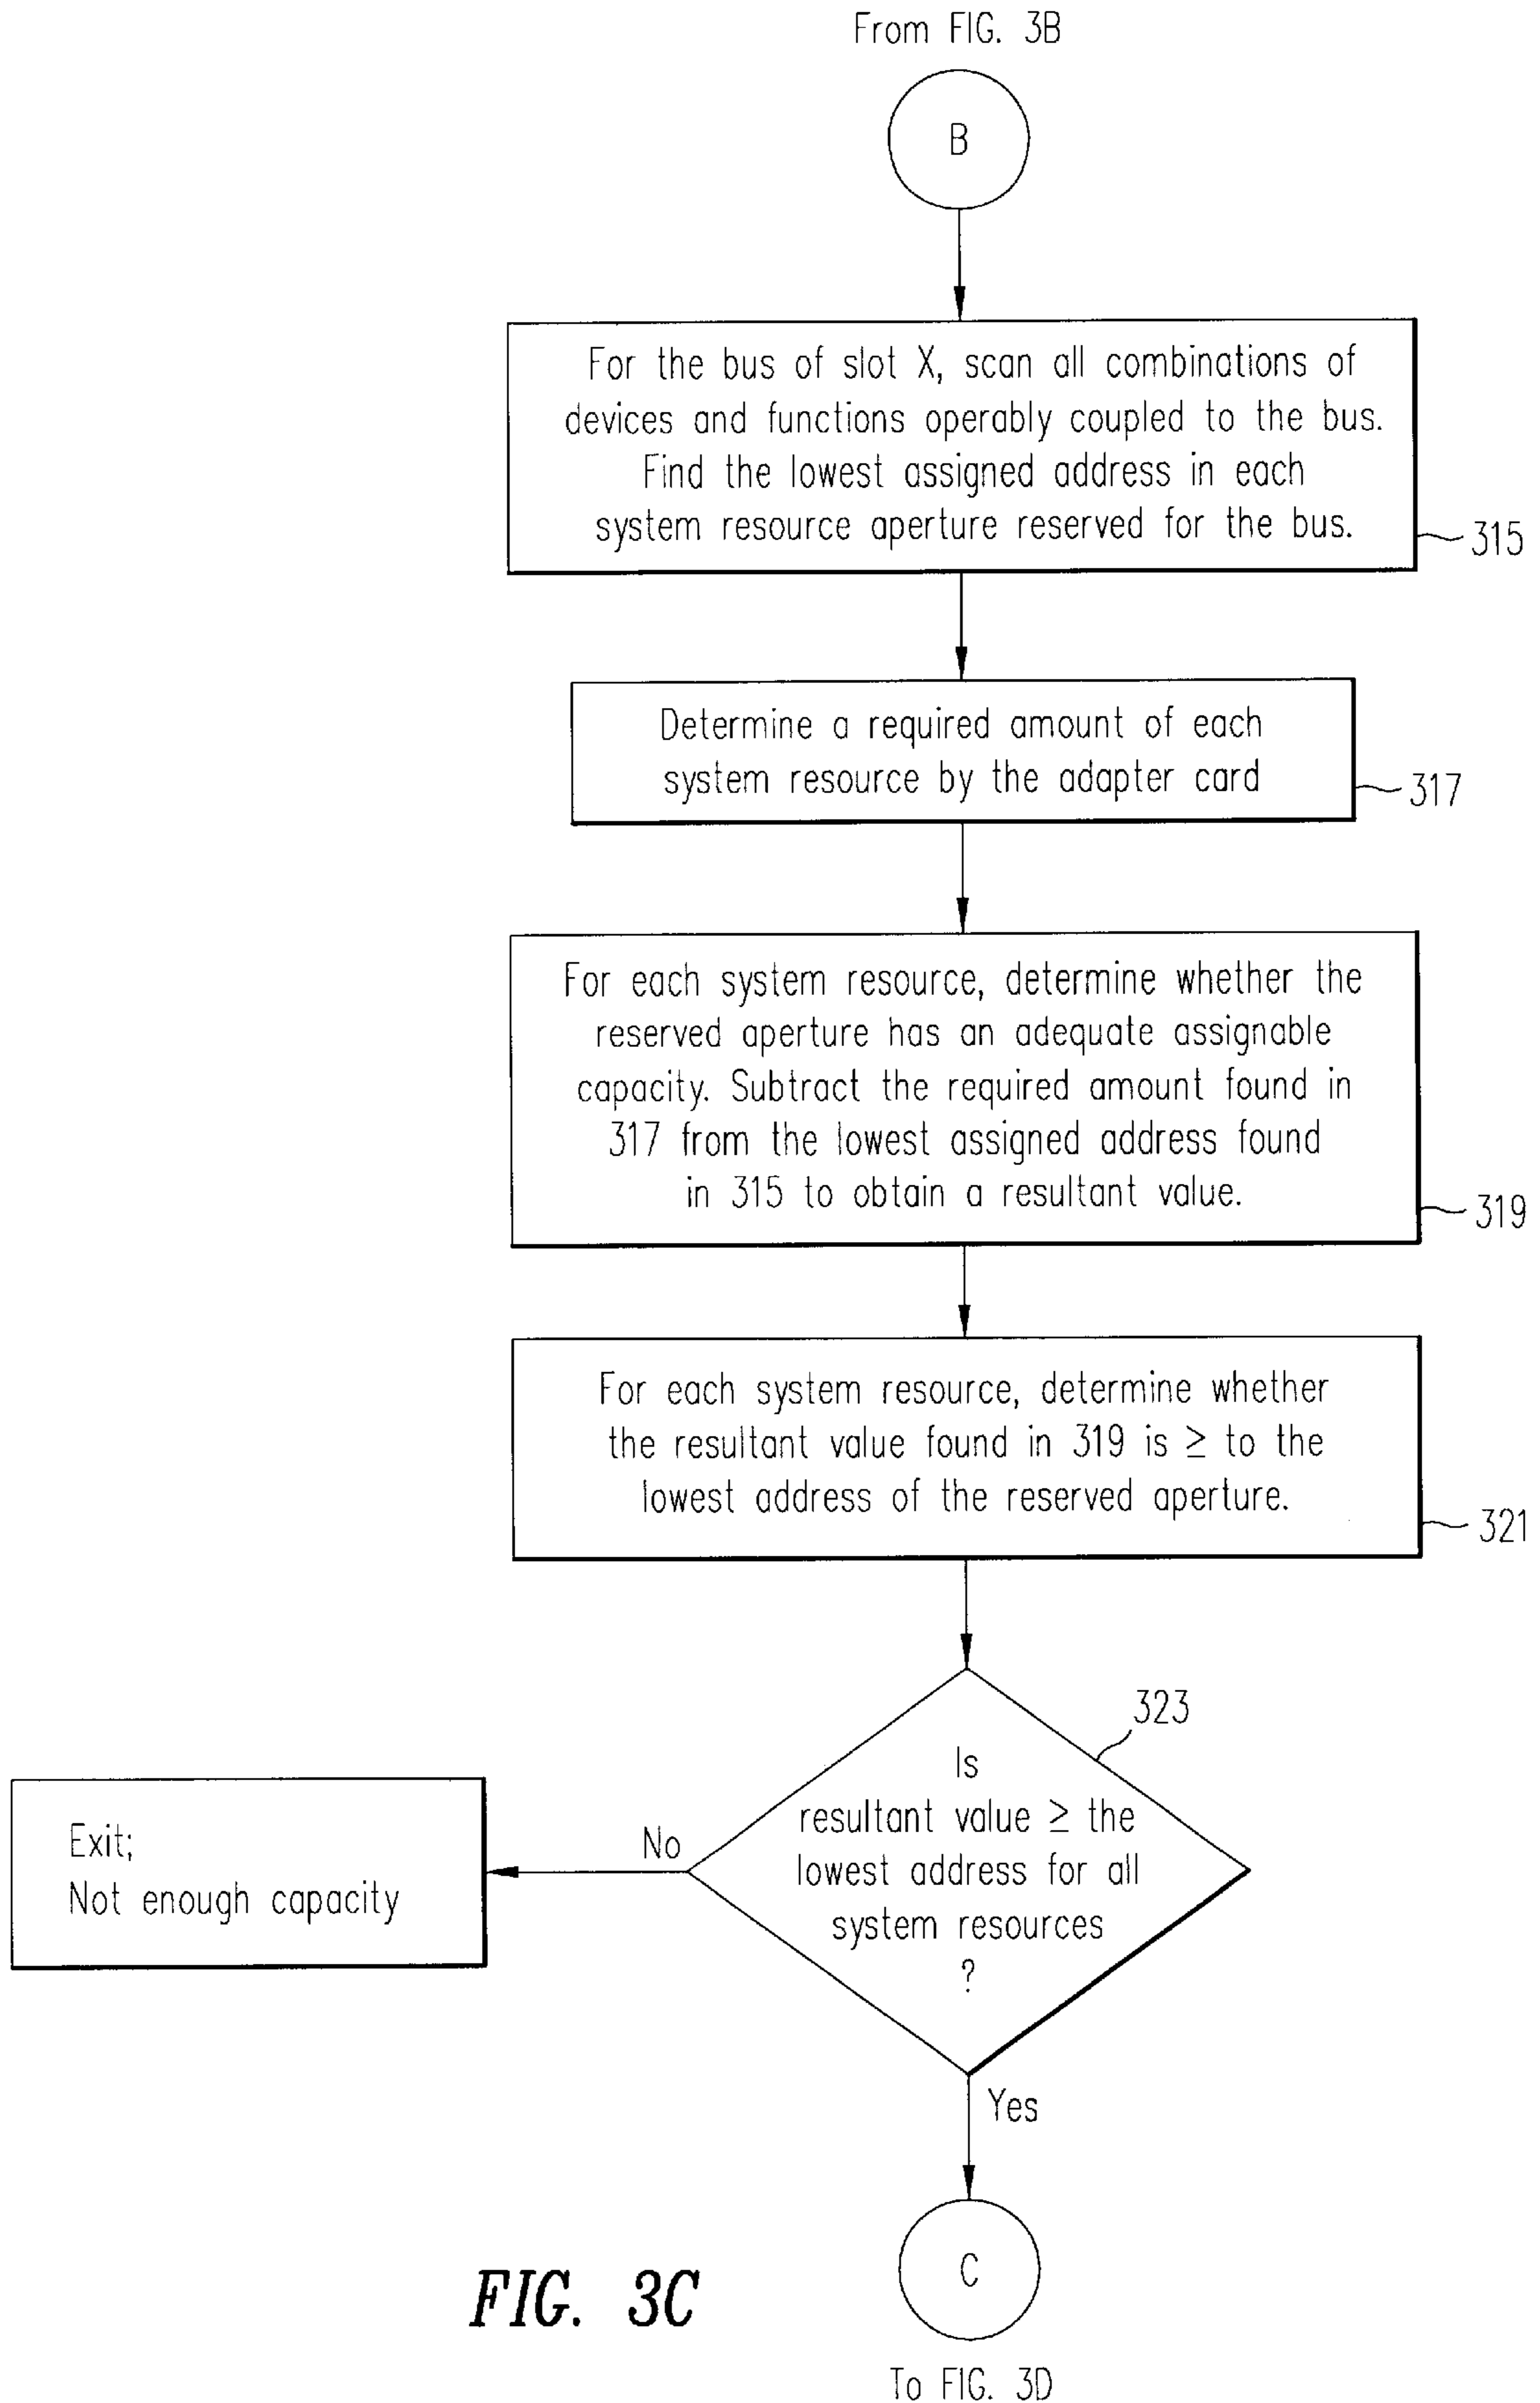 From FIG. 3B
B
For the bus of slot X, scan all combinations of
devices and functions operably coupled to the bus.
Find the lowest assigned address in each
system resource aperture reserved for the bus.
315
Determine a required amount of each
system resource by the adapter card
317
For each system resource, determine whether the
reserved aperture has an adequate assignable
capacity. Subtract the required amount found in
317 from the lowest assigned address found
in 315 to obtain a resultant value.
319
For each system resource, determine whether
the resultant value found in 319 is ≥ to the
lowest address of the reserved aperture.
321
323
Is
resultant value ≥ the
lowest address for all
system resources
?
No
Exit;
Not enough capacity
Yes
C
FIG. 3C
To FIG. 3D